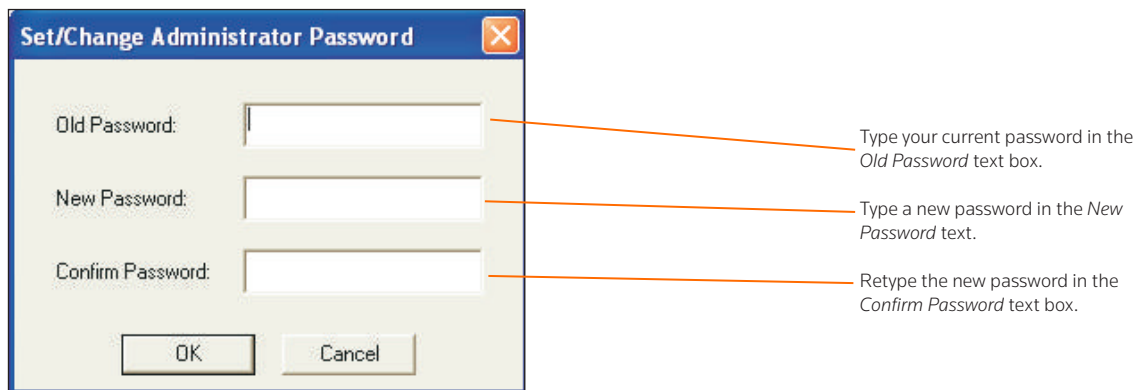 Set/Change Administrator Password
Old Password:
New Password:
Confirm Password:
OK
Cancel
Type your current password in the
Old Password text box.
Type a new password in the New
Password text.
Retype the new password in the
Confirm Password text box.